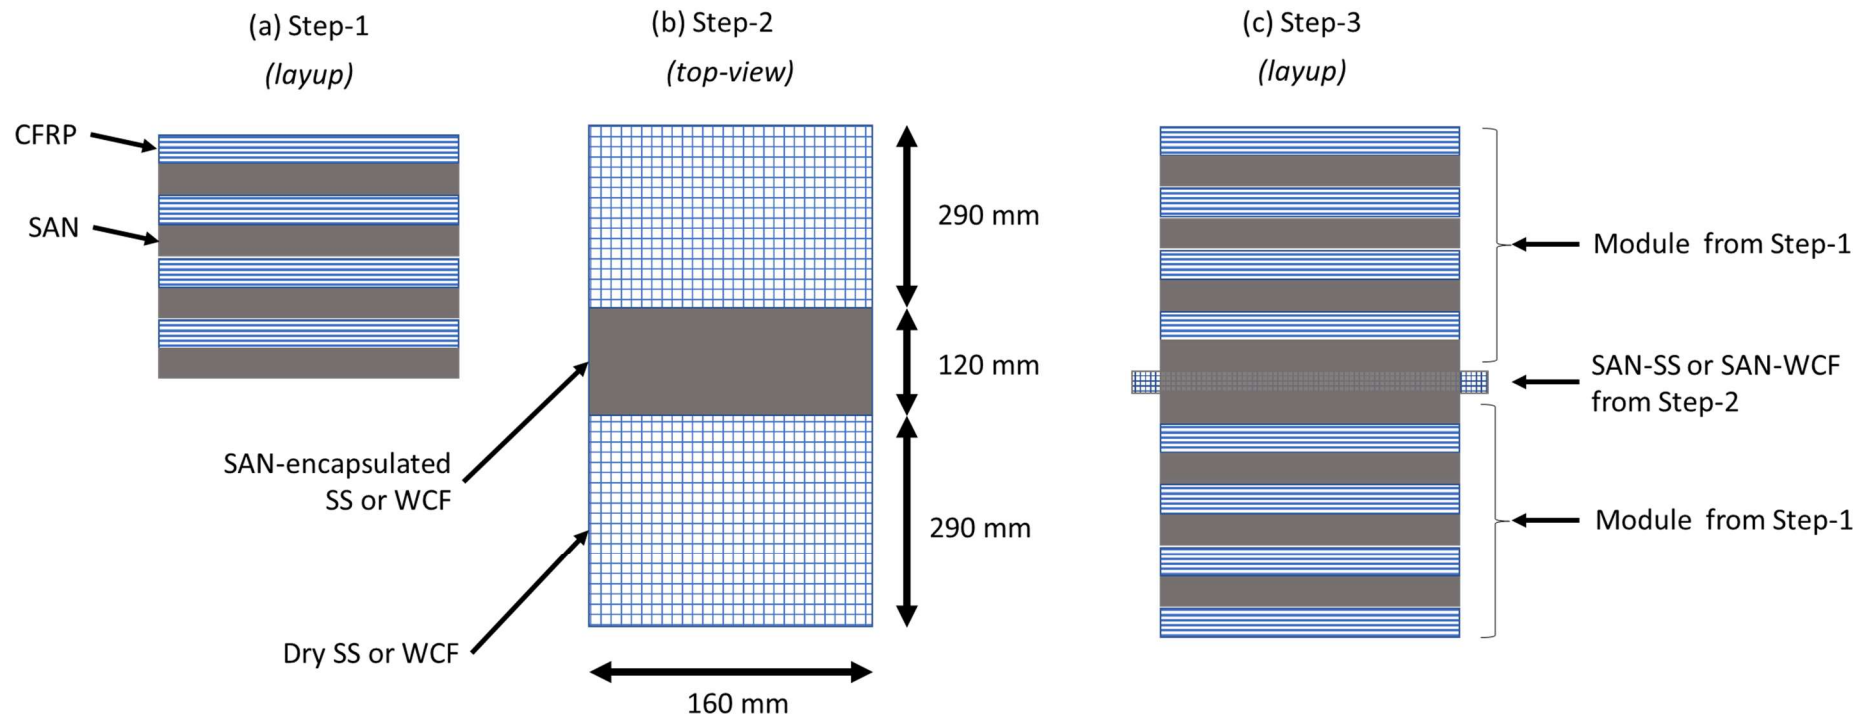 (a) Step-1
(layup)
CFRP
SAN
(b) Step-2
(top-view)
290 mm
120 mm
290 mm
SAN-encapsulated
SS or WCF
Dry SS or WCF
160 mm
(c) Step-3
(layup)
Module from Step-1
SAN-SS or SAN-WCF
from Step-2
Module from Step-1